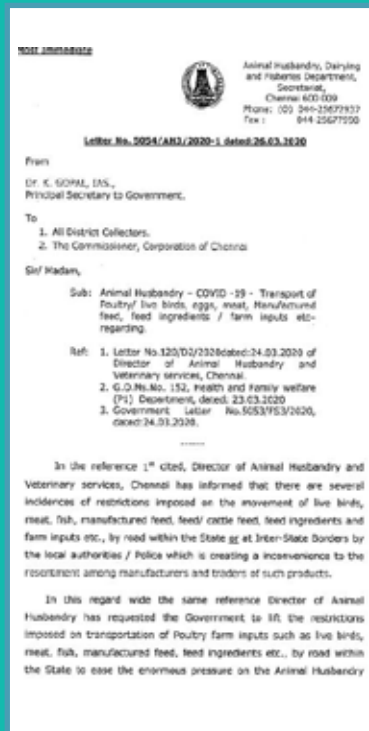 Most Immediate
Animal Husbandry, Dairying
and Fisheries Department,
Secretariat,
Chennai 600 009
Phone: (O) 044-25672937
Fax : 044-25677590
Letter No. 5054/AH3/2020-1 dated:26.03.2020
From
Dr. K. GOPAL, IAS.,
Principal Secretary to Government.
To
1. All District Collectors.
2. The Commissioner, Corporation of Chennai
Sir/ Madam,
Sub: Animal Husbandry – COVID -19 - Transport of
Poultry/ live birds, eggs, meat, Manufactured
feed, feed ingredients / farm inputs etc-
regarding.
Ref: 1. Letter No.120/D2/2020dated:24.03.2020 of
Director of Animal Husbandry and
Veterinary services, Chennai.
2. G.O.Ms.No. 152, Health and Family welfare
(P1) Department, dated: 23.03.2020
3. Government Letter No.5053/FS3/2020,
dated:24.03.2020.
------
In the reference 1st cited, Director of Animal Husbandry and
Veterinary services, Chennai has informed that there are several
incidences of restrictions imposed on the movement of live birds,
meat, fish, manufactured feed, feed/ cattle feed, feed ingredients and
farm inputs etc., by road within the State or at Inter-State Borders by
the local authorities / Police which is creating a inconvenience to the
resentment among manufacturers and traders of such products.
In this regard wide the same reference Director of Animal
Husbandry has requested the Government to lift the restrictions
imposed on transportation of Poultry farm inputs such as live birds,
meat, fish, manufactured feed, feed ingredients etc., by road within
the State to ease the enormous pressure on the Animal Husbandry